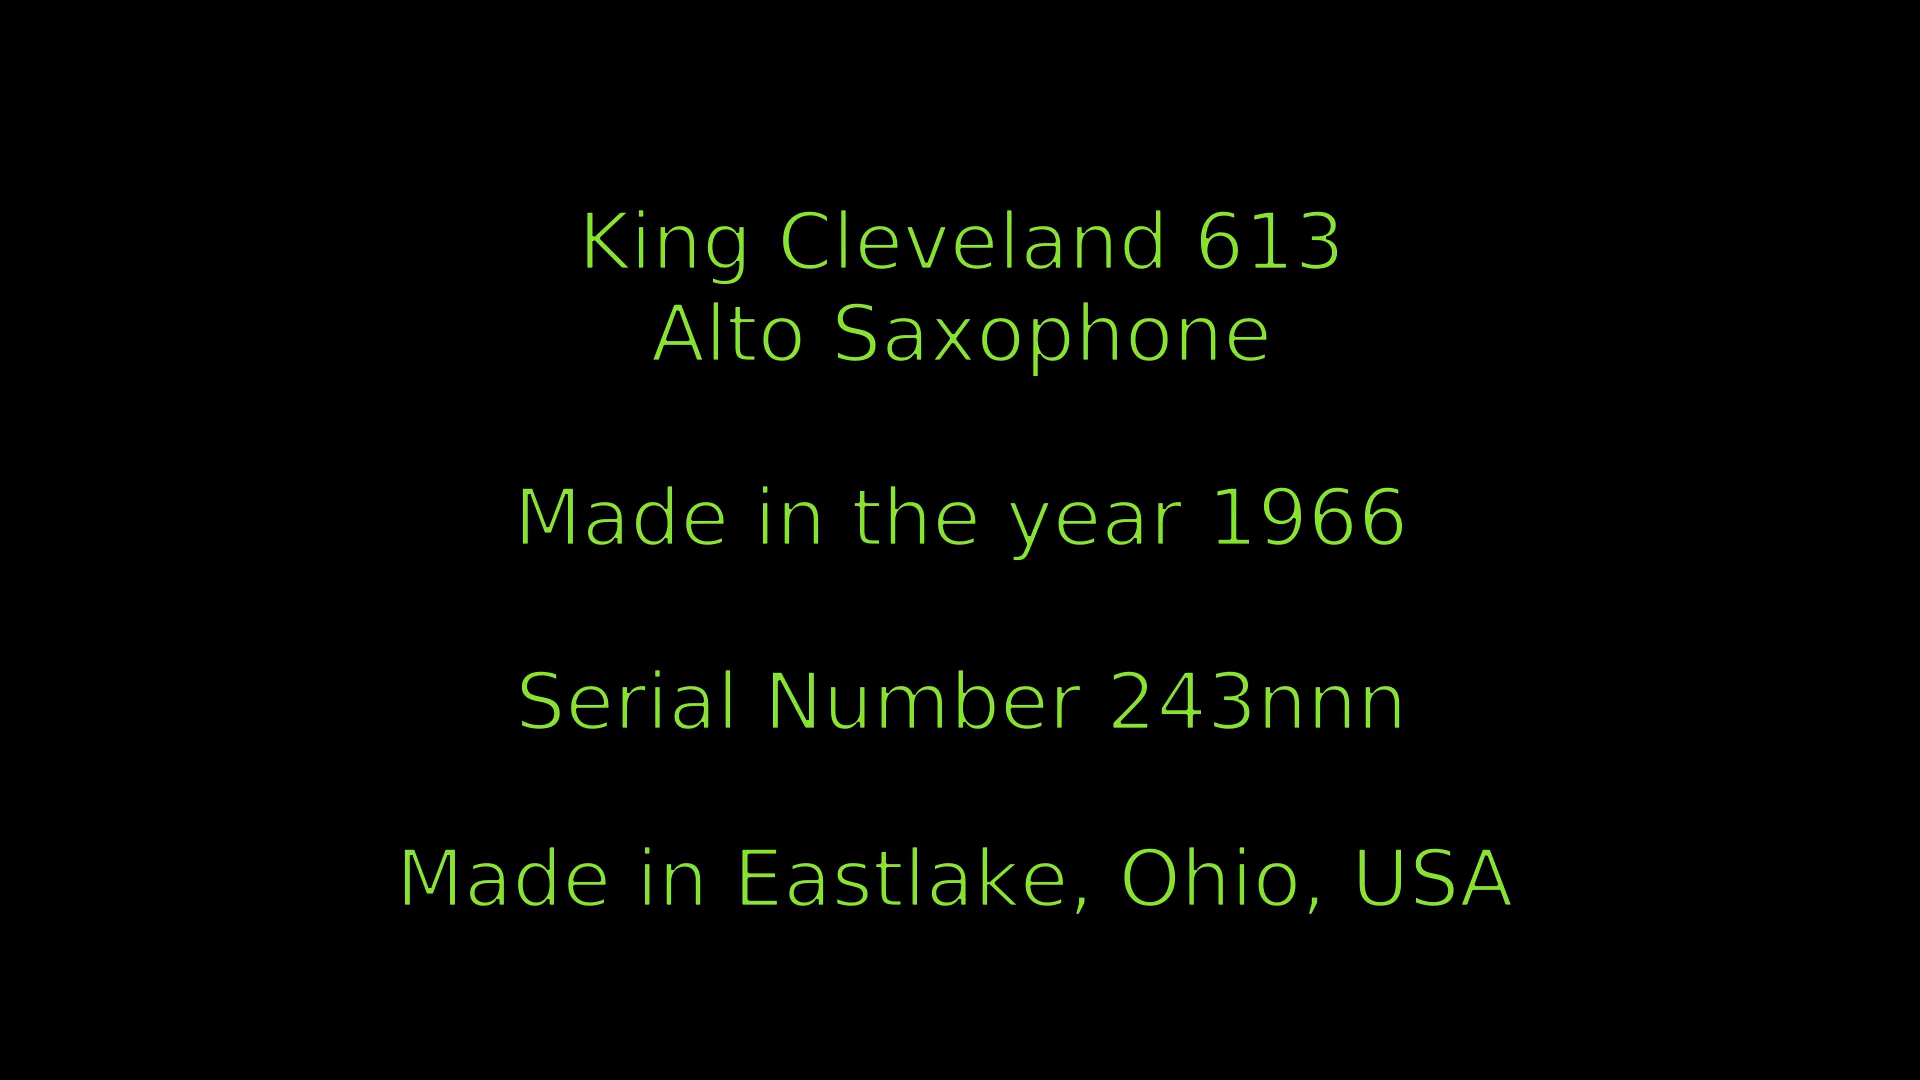 King Cleveland 613
Alto Saxophone
Made in the year 1966
Serial Number 243nnn
Made in Eastlake, Ohio, USA